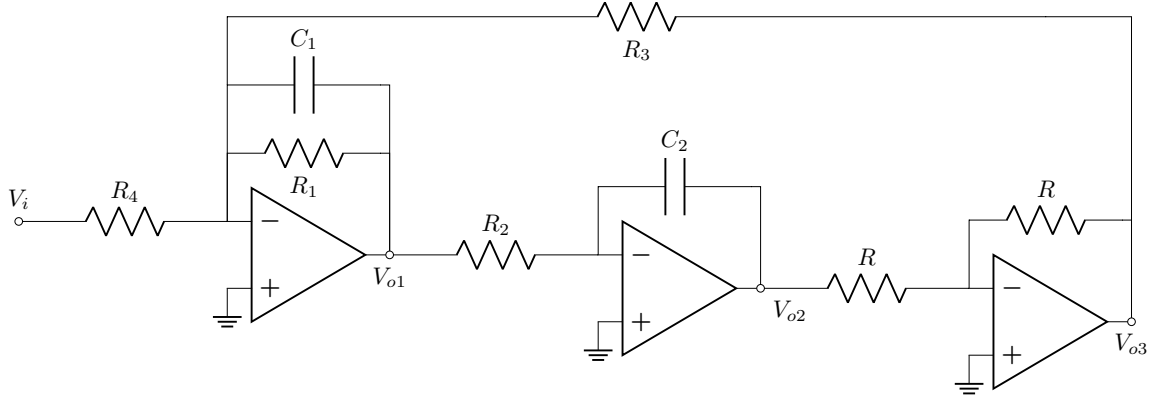 R₃
C₁
R₁
C₂
Vᵢ
R₄
R₂
R
R
− + − + − +
Vₒ₁
Vₒ₂
Vₒ₃